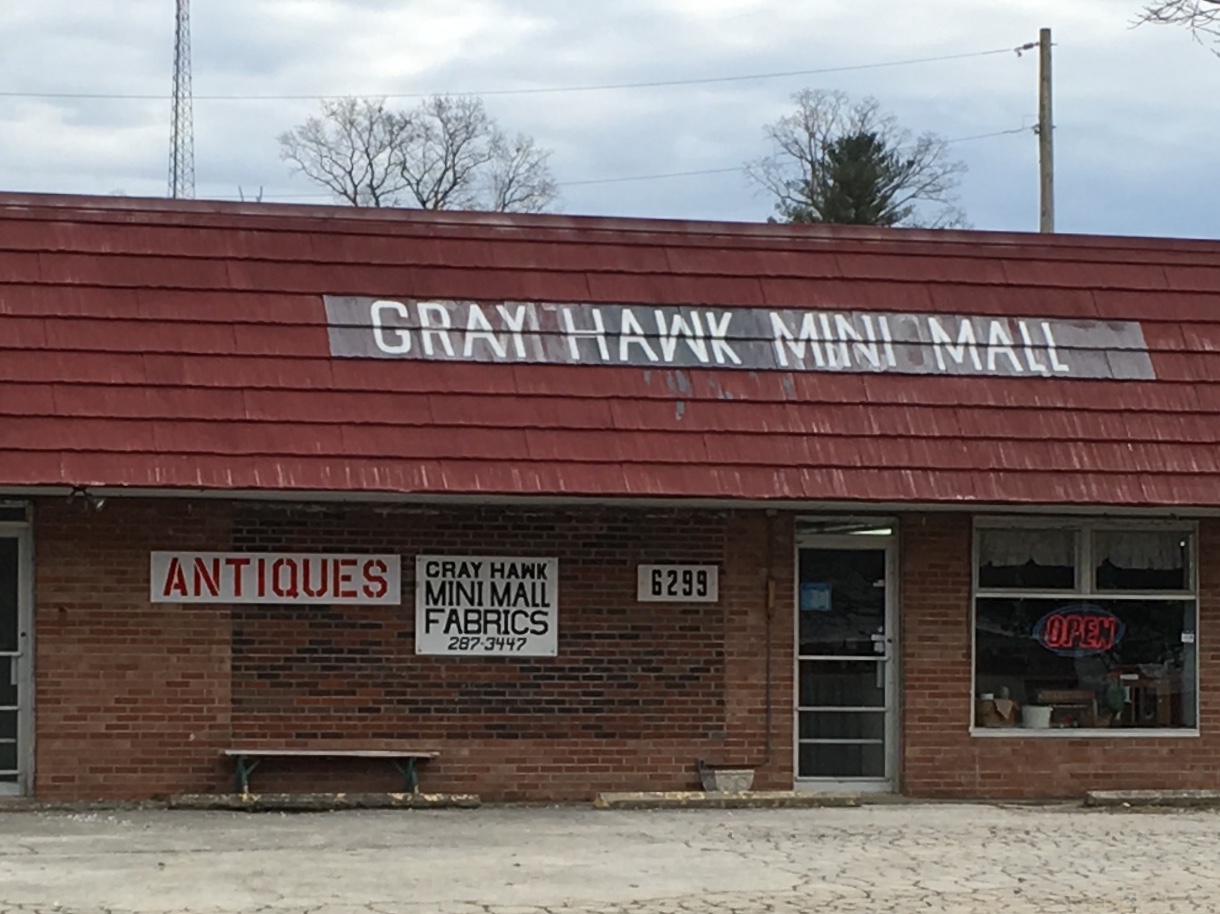 GRAY HAWK MINI MALL
ANTIQUES
GRAY HAWK
MINI MALL
FABRICS
287-3447
6299
OPEN